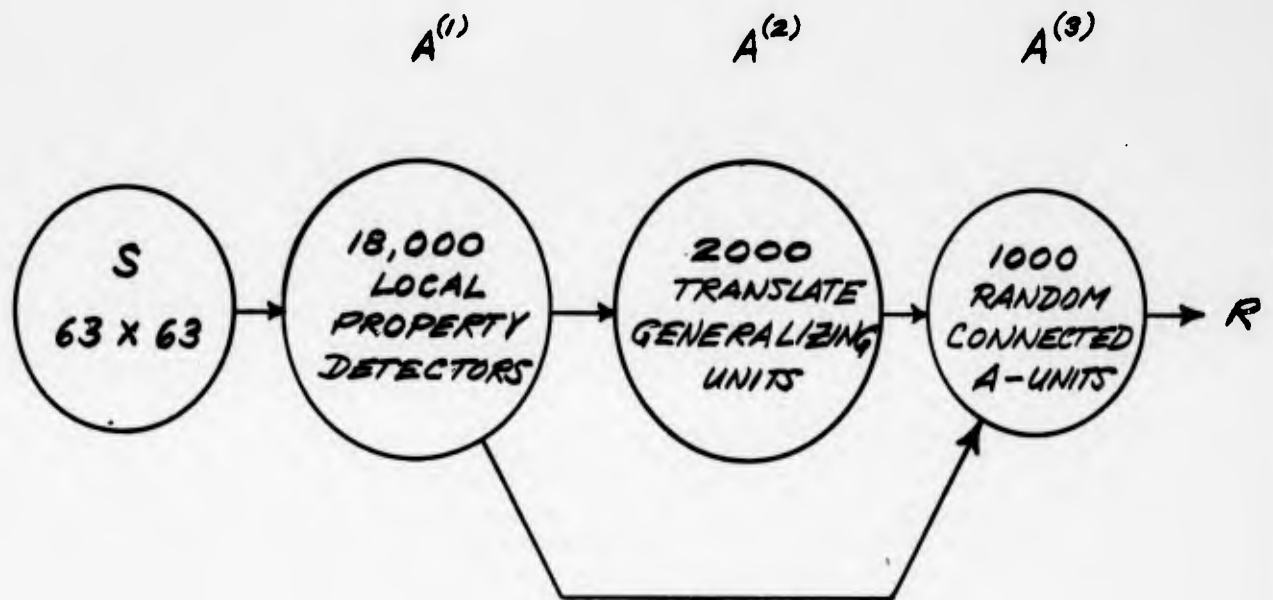 A(1)
A(2)
A(3)
S
63 X 63
18,000
LOCAL
PROPERTY
DETECTORS
2000
TRANSLATE
GENERALIZING
UNITS
1000
RANDOM
CONNECTED
A-UNITS
R